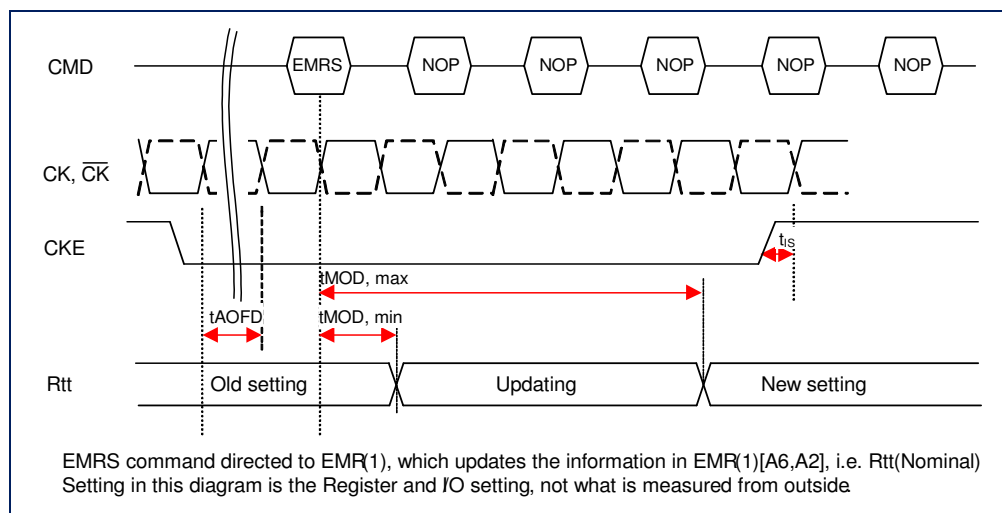 CMD EMRS NOP NOP NOP NOP NOP
CK, CK
CKE tIS
tMOD, max
tAOFD tMOD, min
Rtt Old setting Updating New setting
EMRS command directed to EMR(1), which updates the information in EMR(1)[A6,A2], i.e. Rtt(Nominal)
Setting in this diagram is the Register and I/O setting, not what is measured from outside.